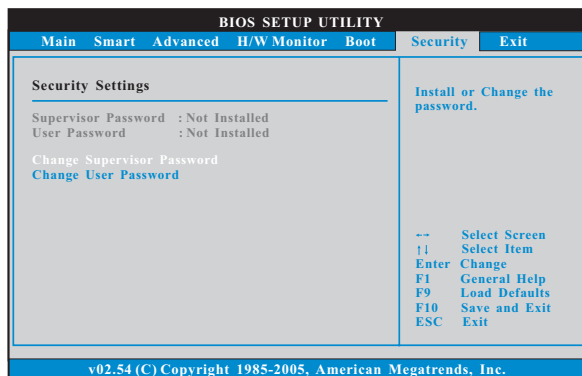 BIOS SETUP UTILITY
Main Smart Advanced H/W Monitor Boot Security Exit
Security Settings
Supervisor Password : Not Installed
User Password : Not Installed
Change Supervisor Password
Change User Password
Install or Change the
password.
←→ Select Screen
↑↓ Select Item
Enter Change
F1 General Help
F9 Load Defaults
F10 Save and Exit
ESC Exit
v02.54 (C) Copyright 1985-2005, American Megatrends, Inc.